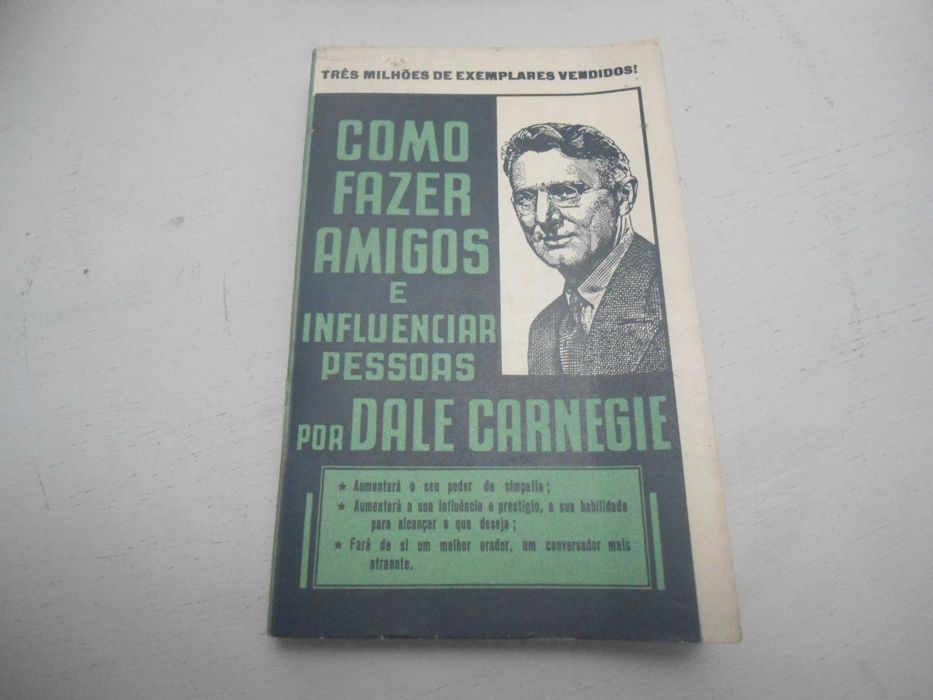 TRÊS MILHÕES DE EXEMPLARES VENDIDOS!
COMO
FAZER
AMIGOS
E
INFLUENCIAR
PESSOAS
POR DALE CARNEGIE
★ Aumentará o seu poder de simpatia;
★ Aumentará a sua influência e prestígio, a sua habilidade
para alcançar o que deseja;
★ Fará de si um melhor orador, um conversador mais
atraente.